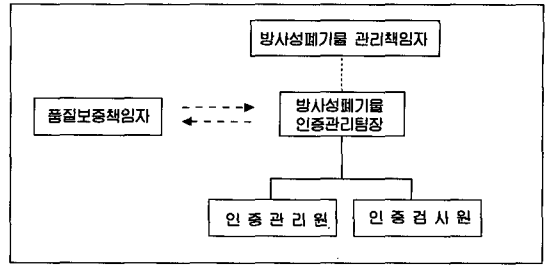 방사성폐기물 관리책임자
품질보증책임자
방사성폐기물
인증관리팀장
인 증 관 리 원
인 증 검 사 원